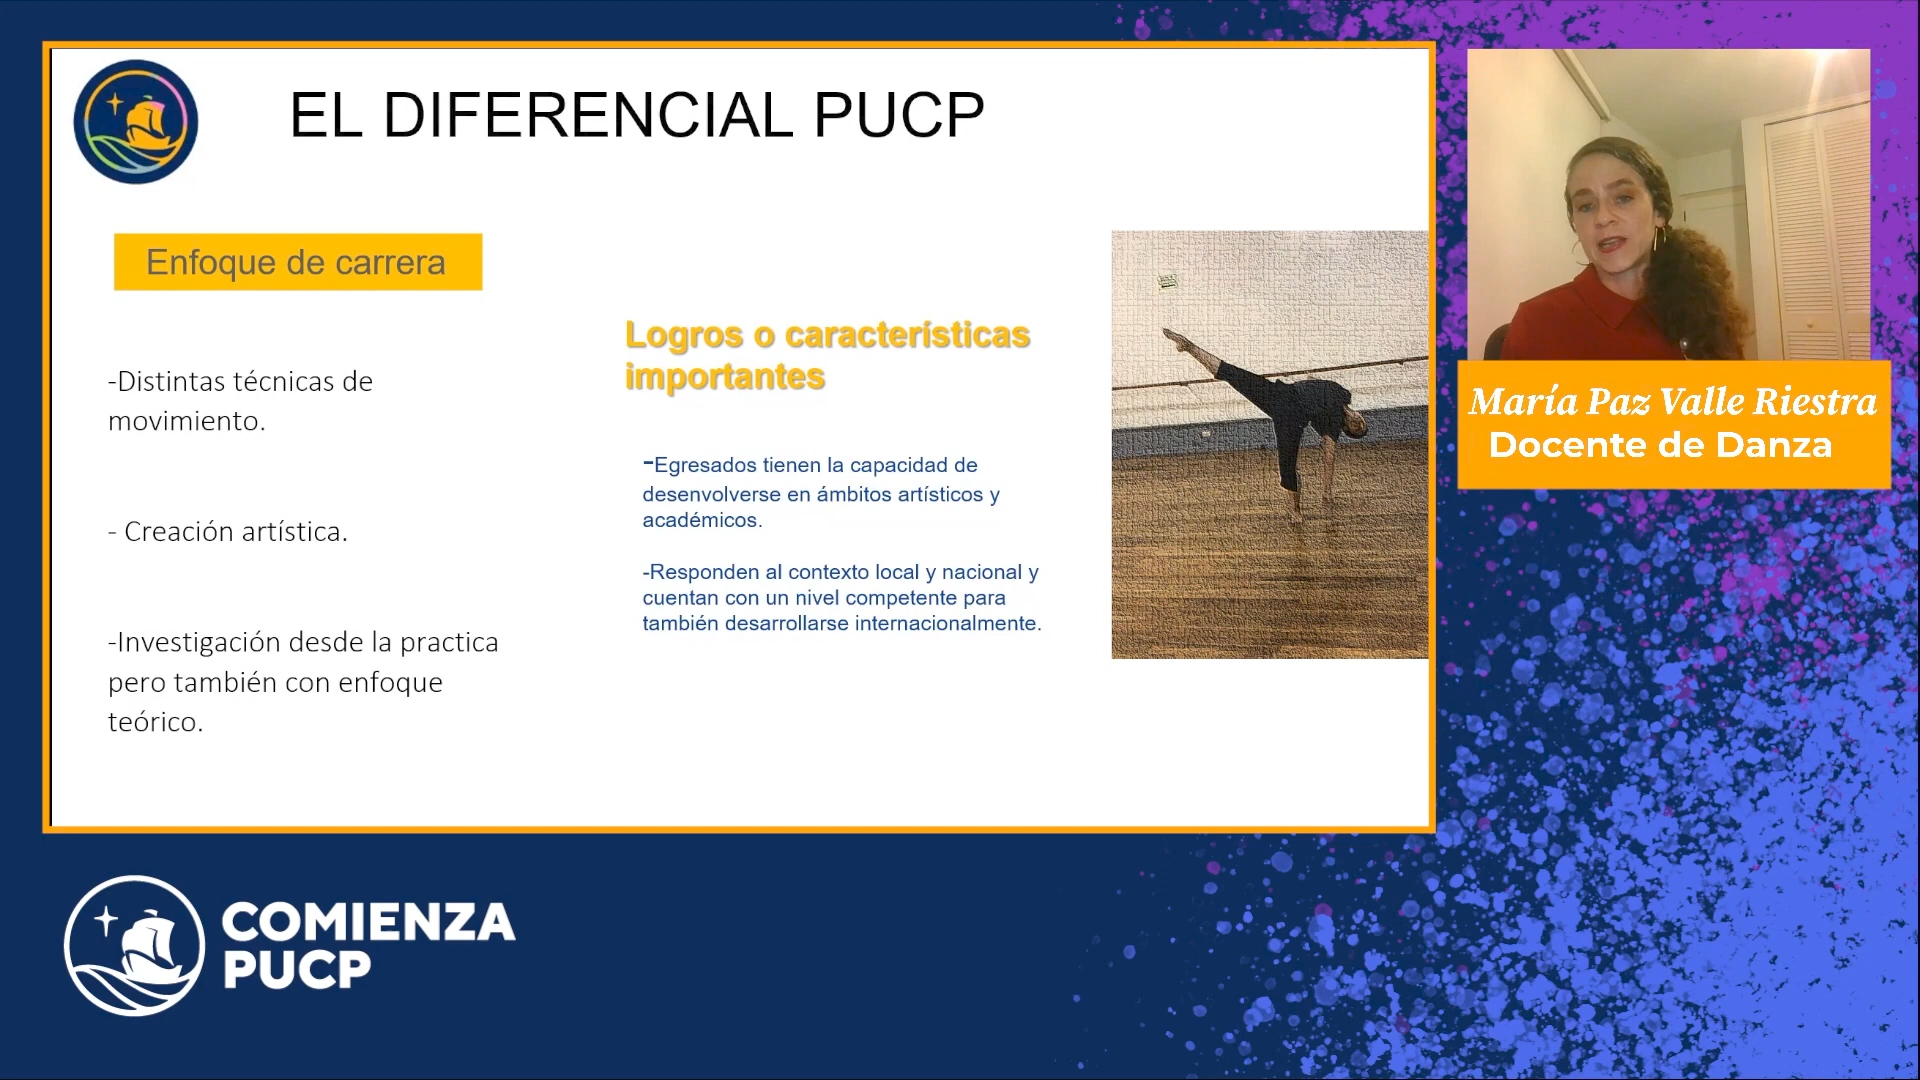 EL DIFERENCIAL PUCP
Enfoque de carrera
-Distintas técnicas de
movimiento.
- Creación artística.
-Investigación desde la practica
pero también con enfoque
teórico.
Logros o características
importantes
-Egresados tienen la capacidad de
desenvolverse en ámbitos artísticos y
académicos.
-Responden al contexto local y nacional y
cuentan con un nivel competente para
también desarrollarse internacionalmente.
María Paz Valle Riestra
Docente de Danza
COMIENZA
PUCP